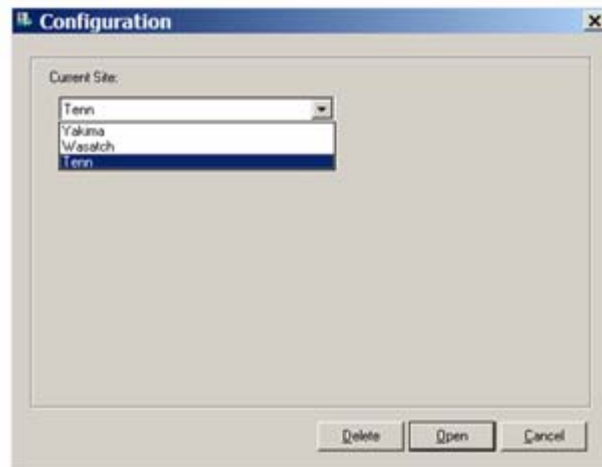 Configuration
Current Site:
Tenn
Yakima
Wasatch
Tenn
Delete Open Cancel